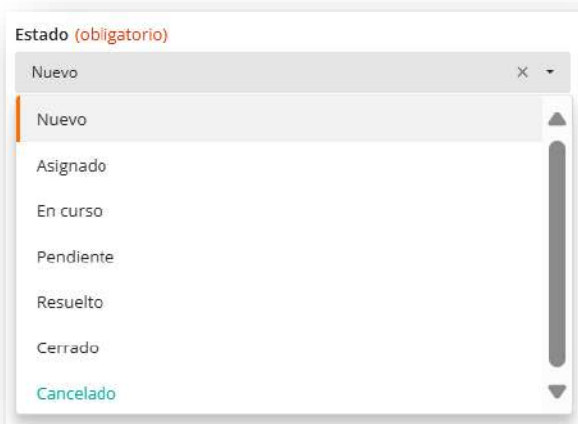 Estado (obligatorio)
Nuevo
Nuevo
Asignado
En curso
Pendiente
Resuelto
Cerrado
Cancelado